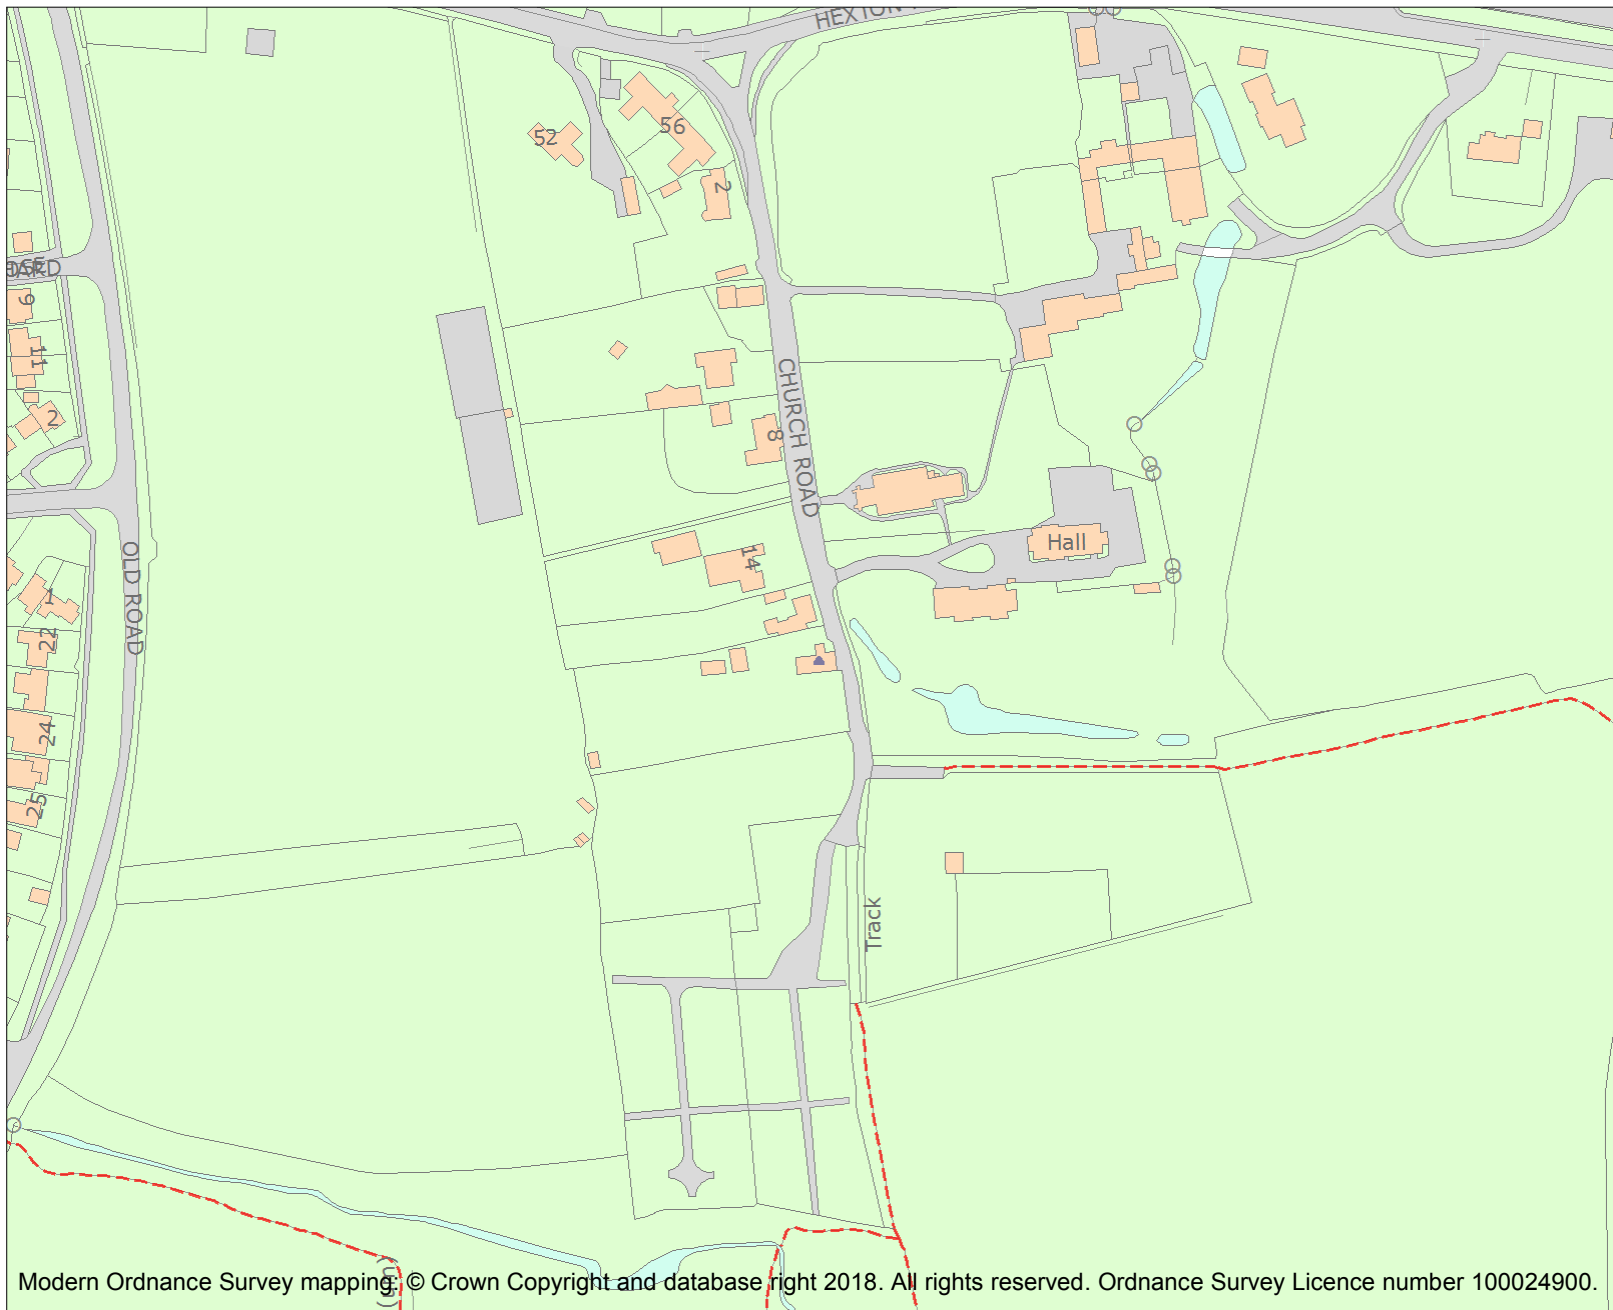 HEXTON
52
56
2
9
11
2
CHURCH ROAD
8
14
Hall
OLD ROAD
1
22
24
25
Track
Modern Ordnance Survey mapping: © Crown Copyright and database right 2018. All rights reserved. Ordnance Survey Licence number 100024900.